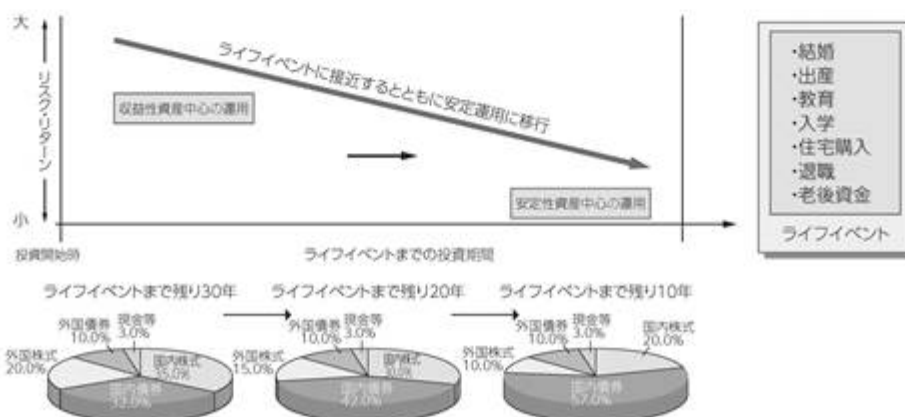 大
リスク・リターン
小
ライフイベントに接近するとともに安定運用に移行
収益性資産中心の運用
安定性資産中心の運用
・結婚
・出産
・教育
・入学
・住宅購入
・退職
・老後資金
ライフイベント
投資開始時
ライフイベントまでの投資期間
ライフイベントまで残り30年
ライフイベントまで残り20年
ライフイベントまで残り10年
外国債券
10.0%
現金等
3.0%
外国株式
20.0%
国内株式
国内債券
外国債券
10.0%
現金等
3.0%
外国株式
15.0%
国内株式
国内債券
42.0%
外国債券
10.0%
現金等
3.0%
外国株式
10.0%
国内株式
20.0%
国内債券
57.0%